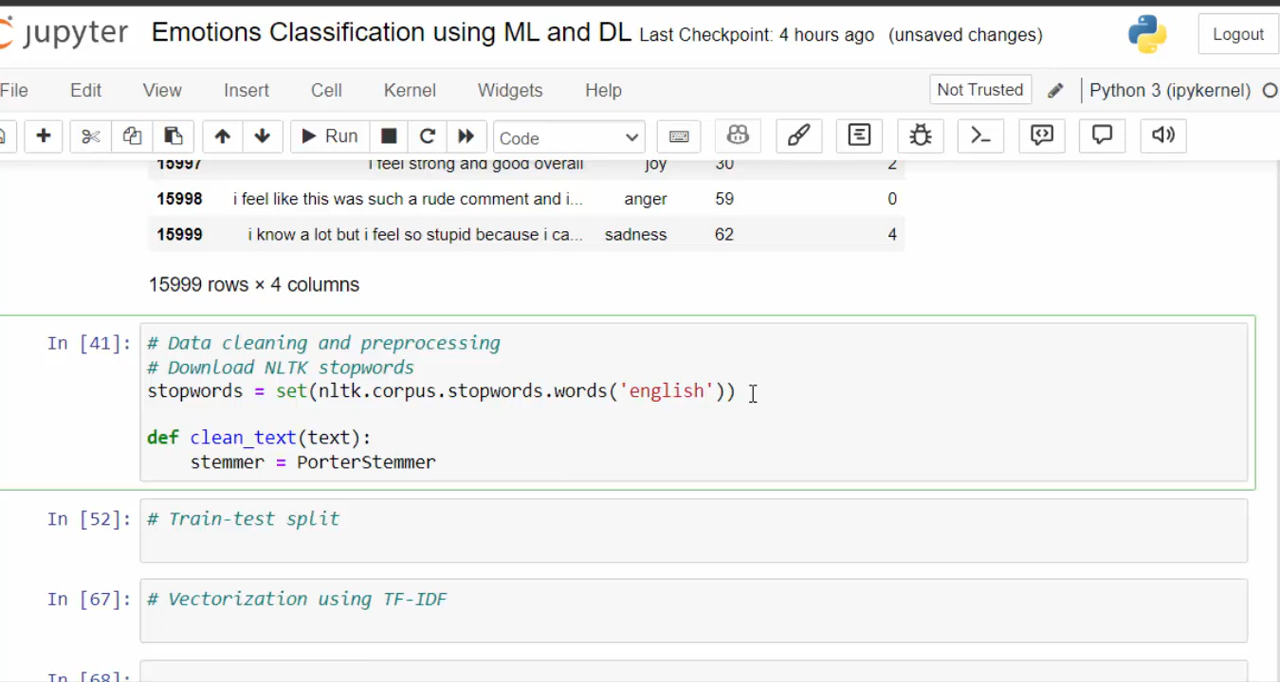 jupyter Emotions Classification using ML and DL Last Checkpoint: 4 hours ago (unsaved changes) Logout
File Edit View Insert Cell Kernel Widgets Help Not Trusted Python 3 (ipykernel)
Run Code
15997 i feel strong and good overall joy 30 2
15998 i feel like this was such a rude comment and i... anger 59 0
15999 i know a lot but i feel so stupid because i ca... sadness 62 4
15999 rows × 4 columns
In [41]: # Data cleaning and preprocessing
# Download NLTK stopwords
stopwords = set(nltk.corpus.stopwords.words('english'))
def clean_text(text):
stemmer = PorterStemmer
In [52]: # Train-test split
In [67]: # Vectorization using TF-IDF
In [68]: